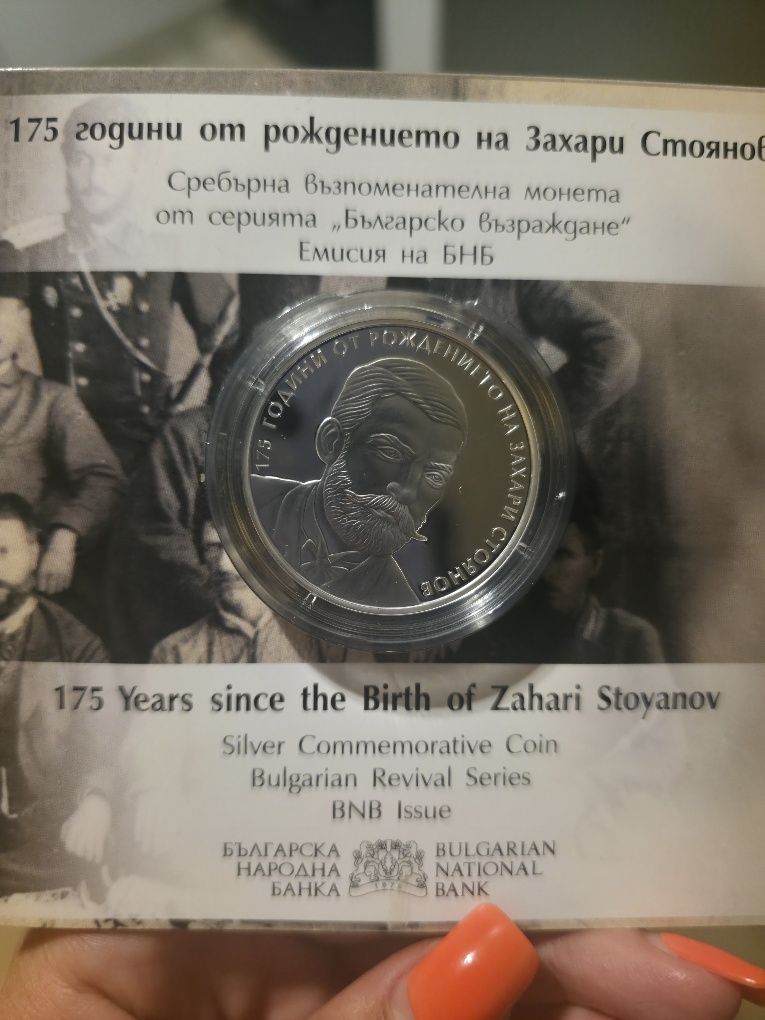 175 години от рождението на Захари Стоянов
Сребърна възпоменателна монета
от серията „Българско възраждане“
Емисия на БНБ
175 ГОДИНИ ОТ РОЖДЕНИЕТО НА ЗАХАРИ СТОЯНОВ
175 Years since the Birth of Zahari Stoyanov
Silver Commemorative Coin
Bulgarian Revival Series
BNB Issue
БЪЛГАРСКА
НАРОДНА
БАНКА
1879
BULGARIAN
NATIONAL
BANK